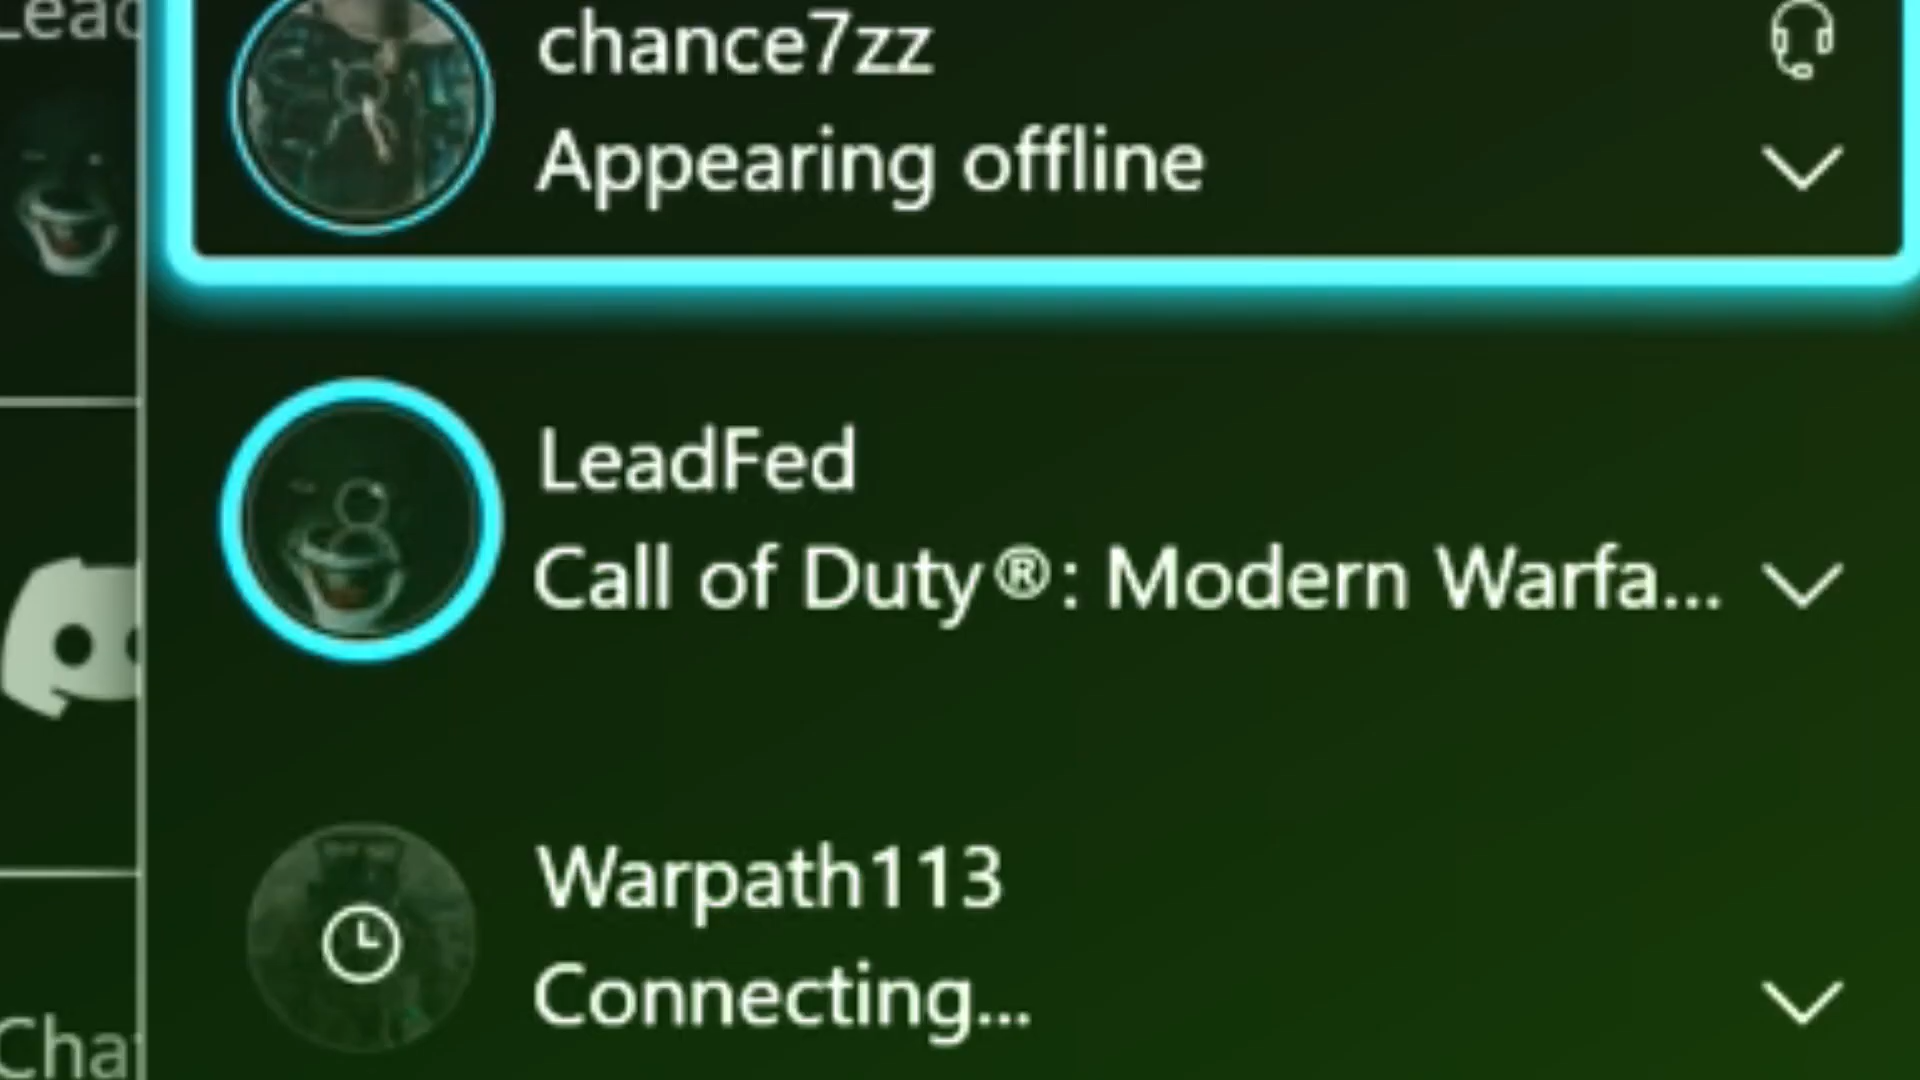 chance7zz
Appearing offline
LeadFed
Call of Duty®: Modern Warfa...
Warpath113
Connecting...